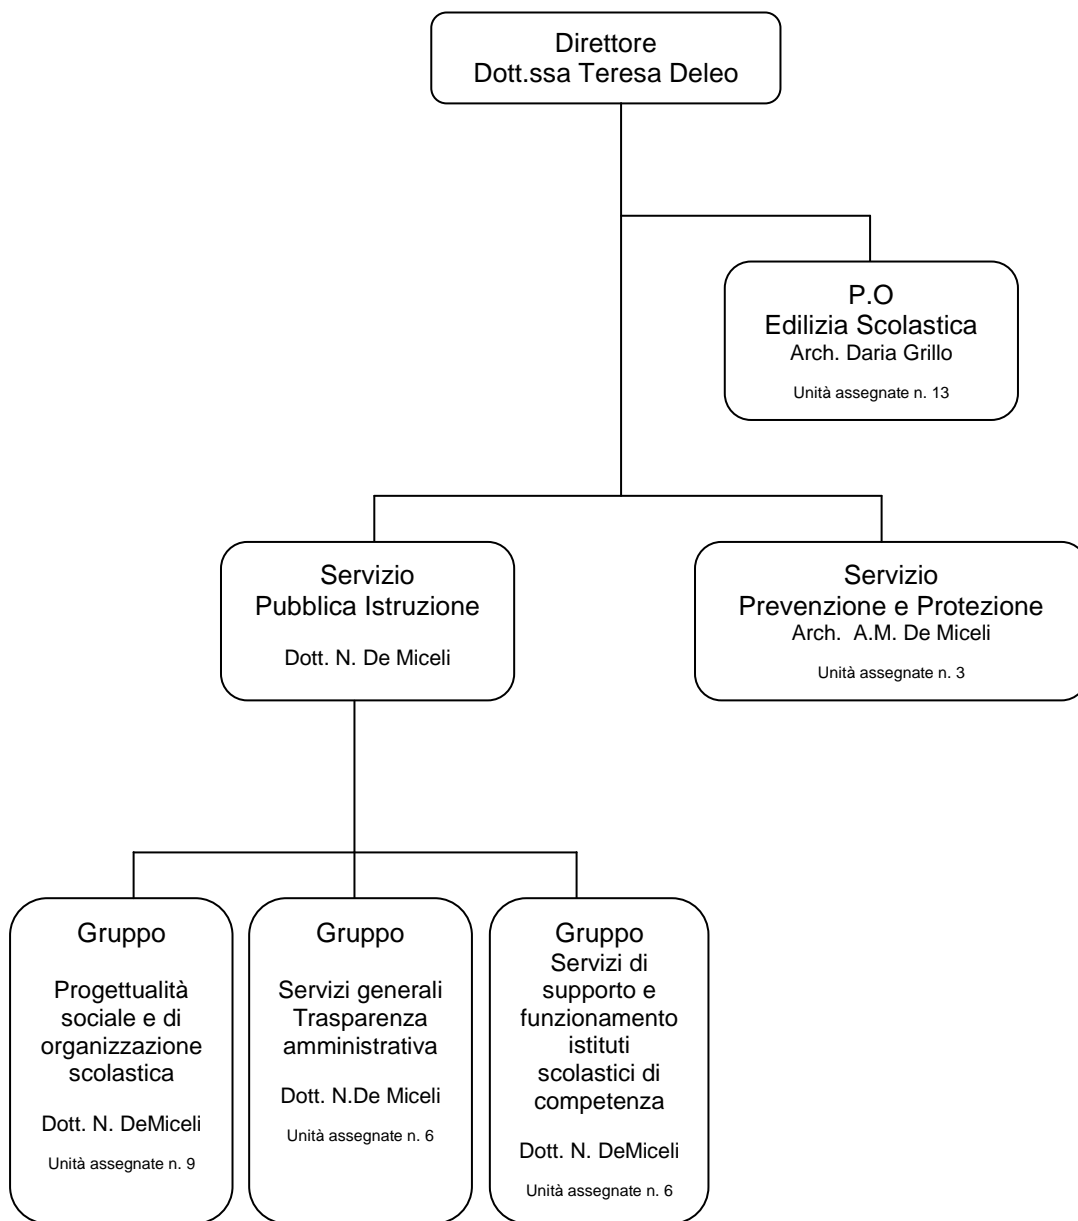 Direttore
Dott.ssa Teresa Deleo
P.O
Edilizia Scolastica
Arch. Daria Grillo
Unità assegnate n. 13
Servizio
Pubblica Istruzione
Dott. N. De Miceli
Servizio
Prevenzione e Protezione
Arch.  A.M. De Miceli
Unità assegnate n. 3
Gruppo
Progettualità
sociale e di
organizzazione
scolastica
Dott. N. DeMiceli
Unità assegnate n. 9
Gruppo
Servizi generali
Trasparenza
amministrativa
Dott. N.De Miceli
Unità assegnate n. 6
Gruppo
Servizi di
supporto e
funzionamento
istituti
scolastici di
competenza
Dott. N. DeMiceli
Unità assegnate n. 6